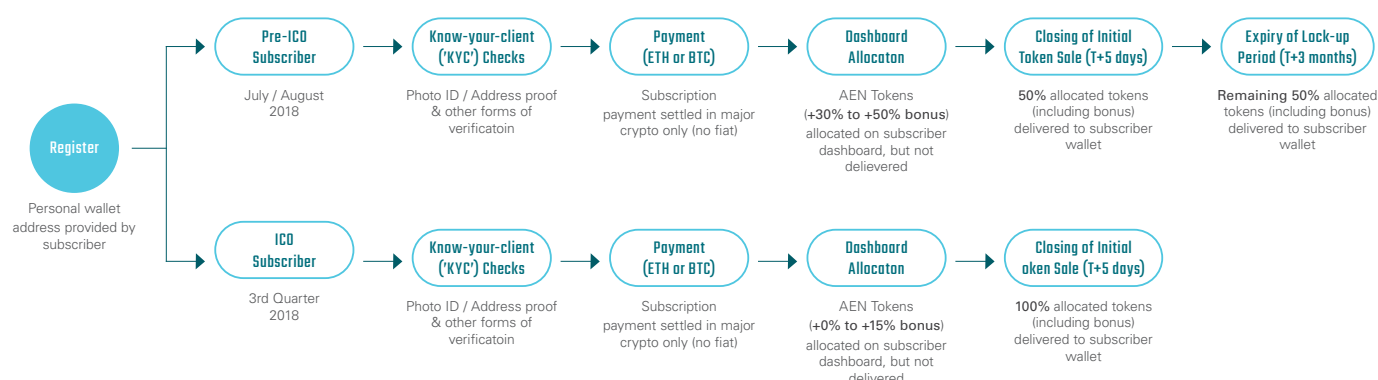 Register
Personal wallet
address provided by
subscriber
Pre-ICO
Subscriber
July / August
2018
Know-your-client
('KYC') Checks
Photo ID / Address proof
& other forms of
verificatoin
Payment
(ETH or BTC)
Subscription
payment settled in major
crypto only (no fiat)
Dashboard
Allocaton
AEN Tokens
(+30% to +50% bonus)
allocated on subscriber
dashboard, but not
delievered
Closing of Initial
Token Sale (T+5 days)
50% allocated tokens
(including bonus)
delivered to subscriber
wallet
Expiry of Lock-up
Period (T+3 months)
Remaining 50% allocated
tokens (including bonus)
delivered to subscriber
wallet
ICO
Subscriber
3rd Quarter
2018
Know-your-client
('KYC') Checks
Photo ID / Address proof
& other forms of
verificatoin
Payment
(ETH or BTC)
Subscription
payment settled in major
crypto only (no fiat)
Dashboard
Allocaton
AEN Tokens
(+0% to +15% bonus)
allocated on subscriber
dashboard, but not
delivered
Closing of Initial
oken Sale (T+5 days)
100% allocated tokens
(including bonus)
delivered to subscriber
wallet